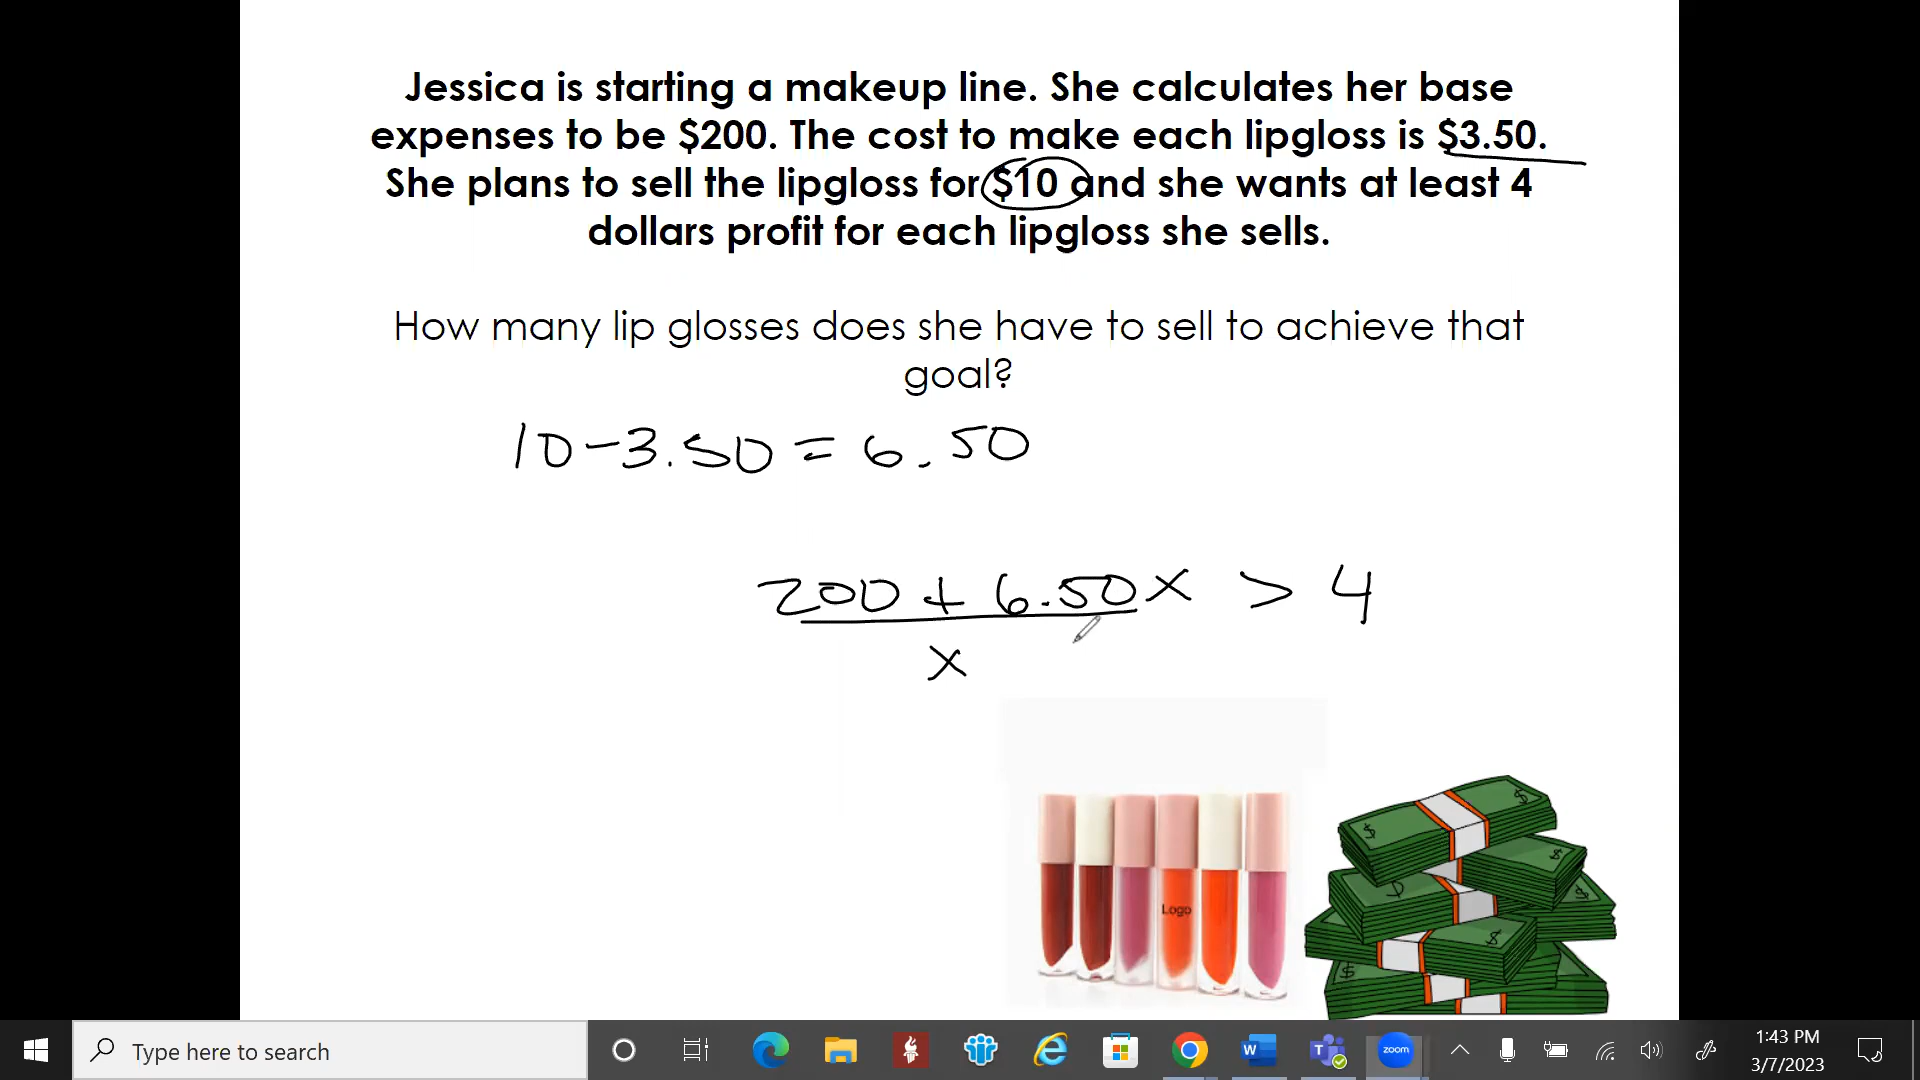 Jessica is starting a makeup line. She calculates her base
expenses to be $200. The cost to make each lipgloss is $3.50.
She plans to sell the lipgloss for $10 and she wants at least 4
dollars profit for each lipgloss she sells.
How many lip glosses does she have to sell to achieve that
goal?
10-3.50=6.50
200+6.50x > 4
x
Logo
$ $ $ $ $ $ $
Type here to search
W
T
zoom
1:43 PM
3/7/2023